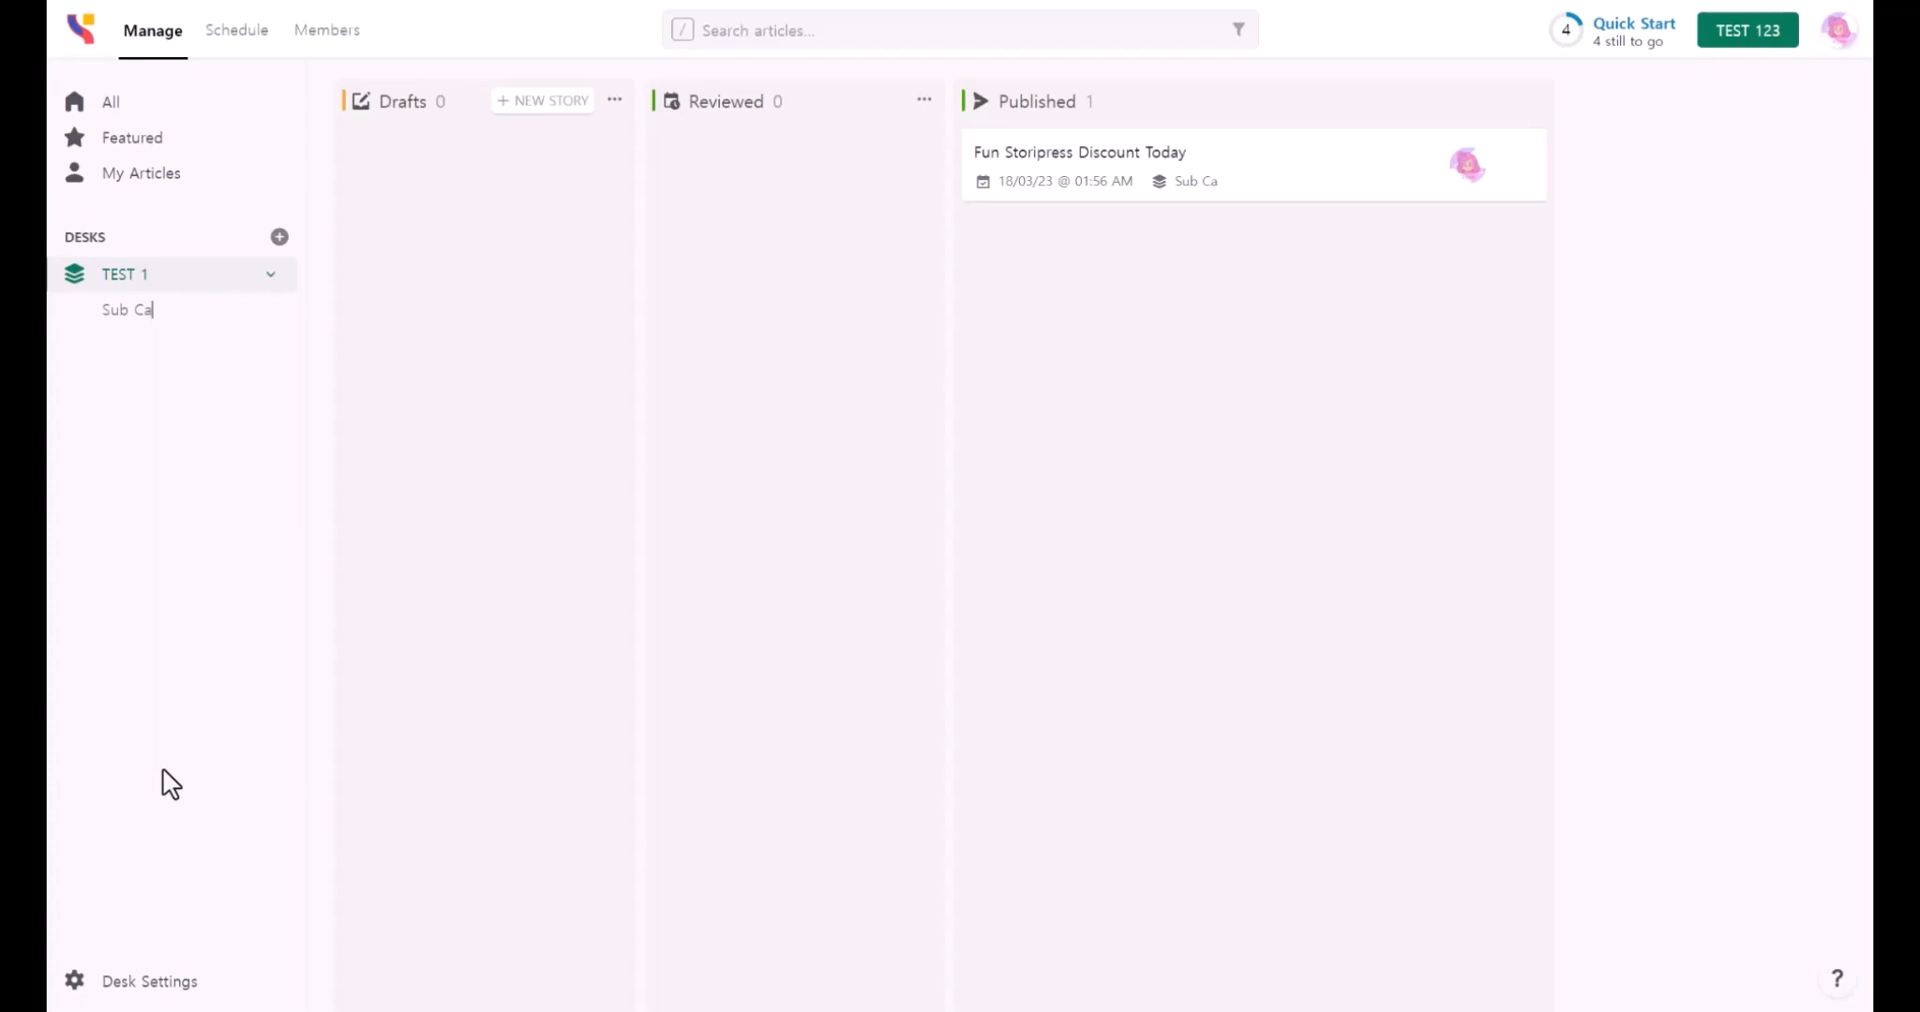 Manage Schedule Members
/ Search articles...
4 Quick Start
4 still to go
TEST 123
All
Featured
My Articles
DESKS
TEST 1
Sub Ca
Desk Settings
Drafts 0 + NEW STORY ...
Reviewed 0 ...
Published 1
Fun Storipress Discount Today
18/03/23 @ 01:56 AM Sub Ca
?